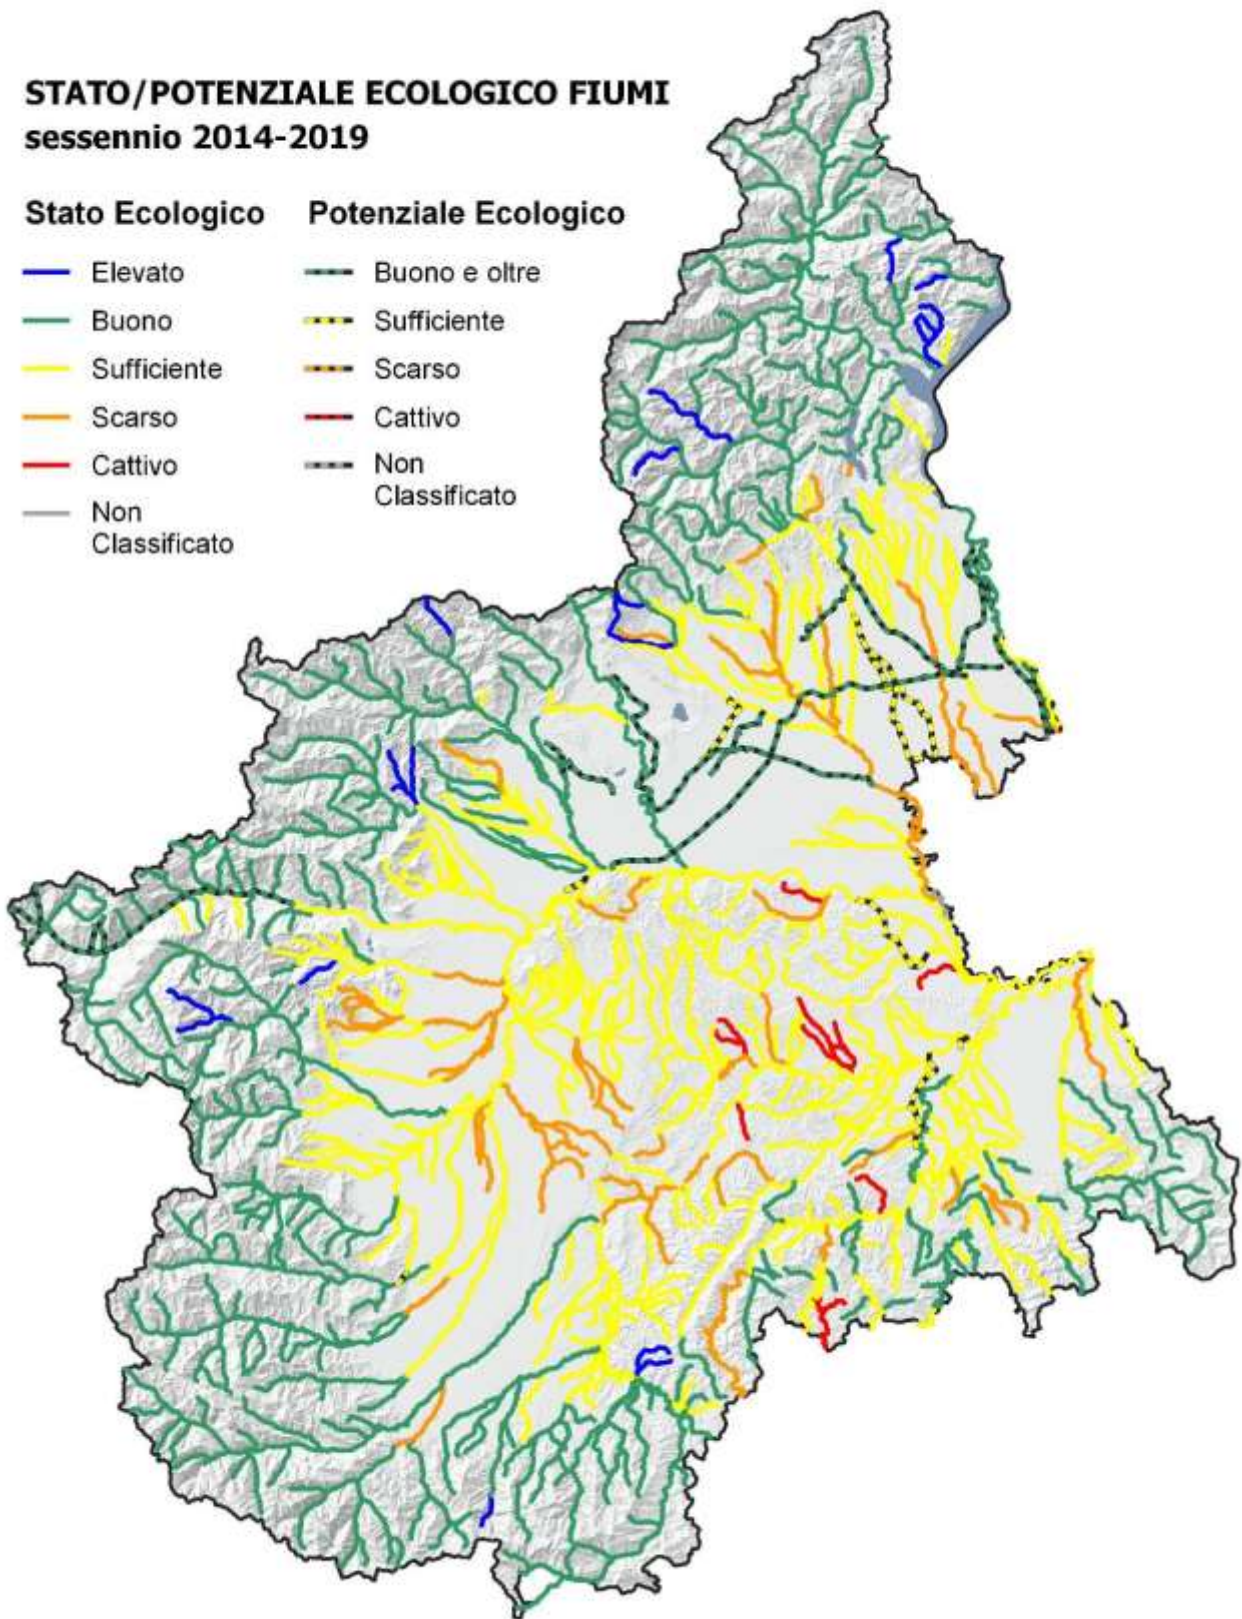 STATO/POTENZIALE ECOLOGICO FIUMI
sessennio 2014-2019
Stato Ecologico
Elevato
Buono
Sufficiente
Scarso
Cattivo
Non
Classificato
Potenziale Ecologico
Buono e oltre
Sufficiente
Scarso
Cattivo
Non
Classificato